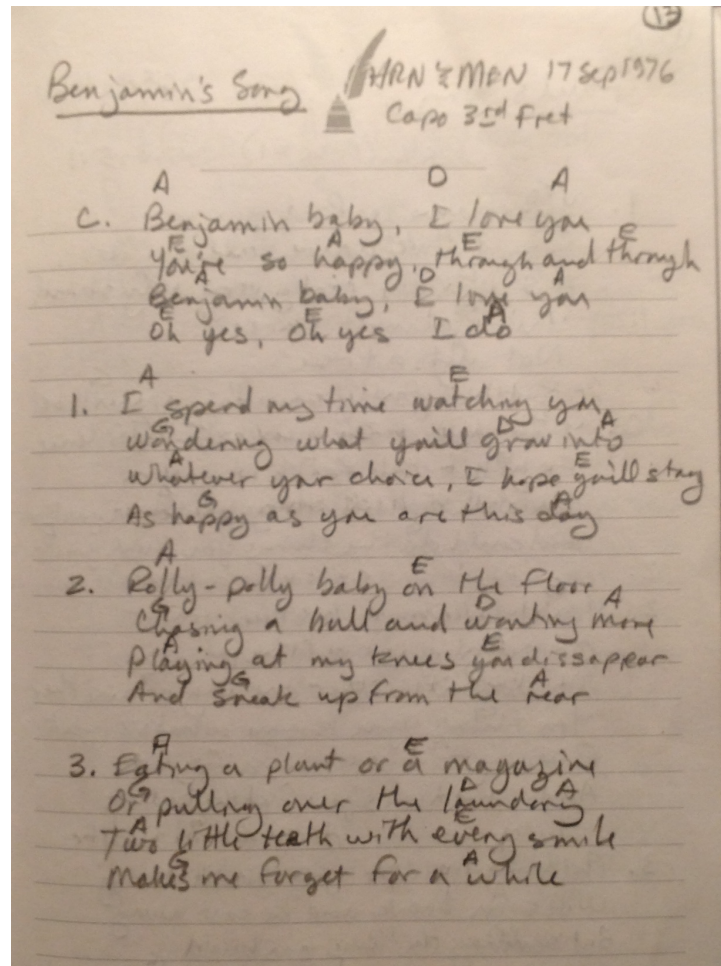 13
Benjamin's Song HRN & MBN 17 Sep 1976
Capo 3rd Fret
A D A
C. Benjamin baby, I love you
E A E E
You're so happy, through and through
A D A
Benjamin baby, I love you
E E A
Oh yes, Oh yes I do
A E
1. I spend my time watching you
G D A
wondering what you'll grow into
A E
whatever your choice, I hope you'll stay
G A
As happy as you are this day
A E
2. Rolly-polly baby on the floor
G D A
Chasing a ball and wanting more
A E
Playing at my knees you dissappear
G A
And sneak up from the rear
A E
3. Eating a plant or a magazine
G D A
Or pulling over the laundery
A E
Two little teath with every smile
G A
Makes me forget for a while